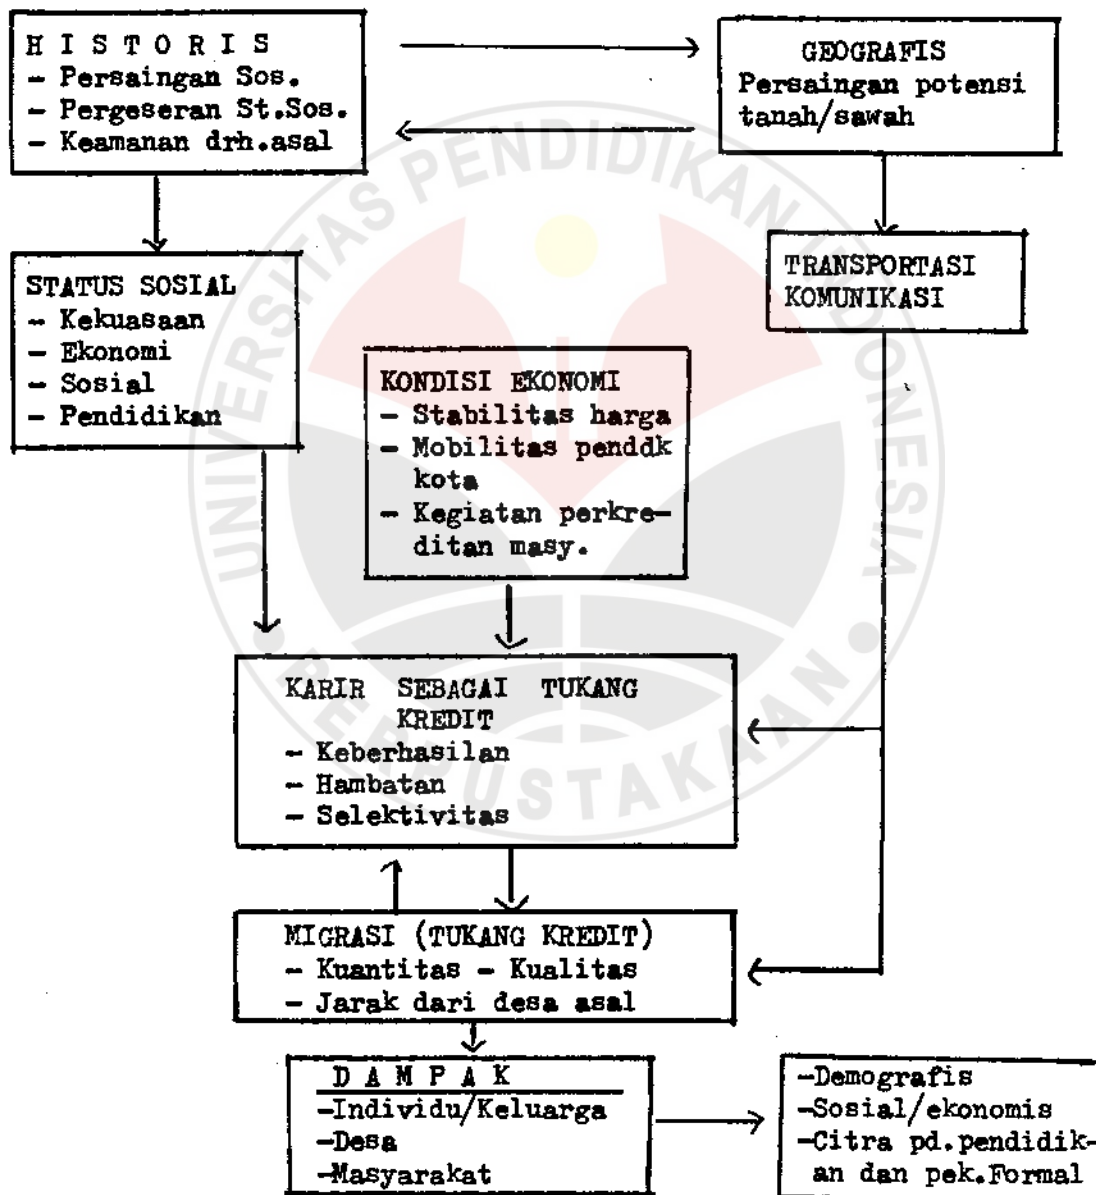 H I S T O R I S
- Persaingan Sos.
- Pergeseran St.Sos.
- Keamanan drh.asal
GEOGRAFIS
Persaingan potensi
tanah/sawah
STATUS SOSIAL
- Kekuasaan
- Ekonomi
- Sosial
- Pendidikan
TRANSPORTASI
KOMUNIKASI
KONDISI EKONOMI
- Stabilitas harga
- Mobilitas penddk
kota
- Kegiatan perkre-
ditan masy.
KARIR SEBAGAI TUKANG
KREDIT
- Keberhasilan
- Hambatan
- Selektivitas
MIGRASI (TUKANG KREDIT)
- Kuantitas - Kualitas
- Jarak dari desa asal
D A M P A K
-Individu/Keluarga
-Desa
-Masyarakat
-Demografis
-Sosial/ekonomis
-Citra pd.pendidik-
an dan pek.Formal
UNIVERSITAS PENDIDIKAN INDONESIA
PERPUSTAKAAN